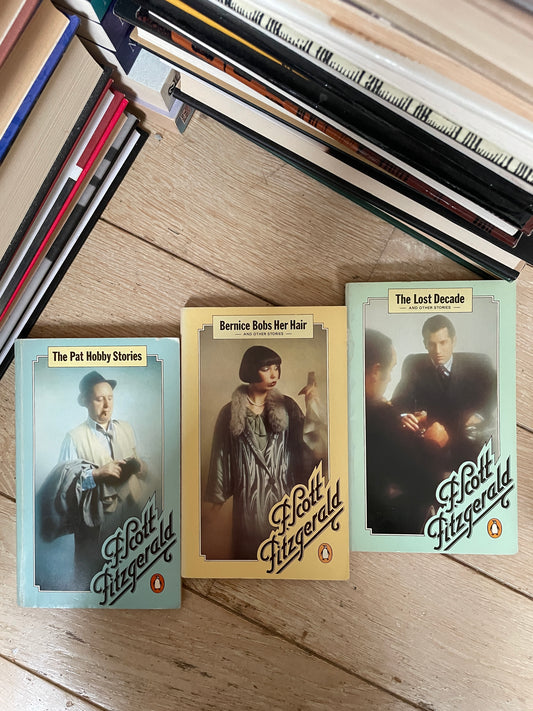 The Pat Hobby Stories
F. Scott
Fitzgerald
Bernice Bobs Her Hair
AND OTHER STORIES
F. Scott
Fitzgerald
The Lost Decade
AND OTHER STORIES
F. Scott
Fitzgerald